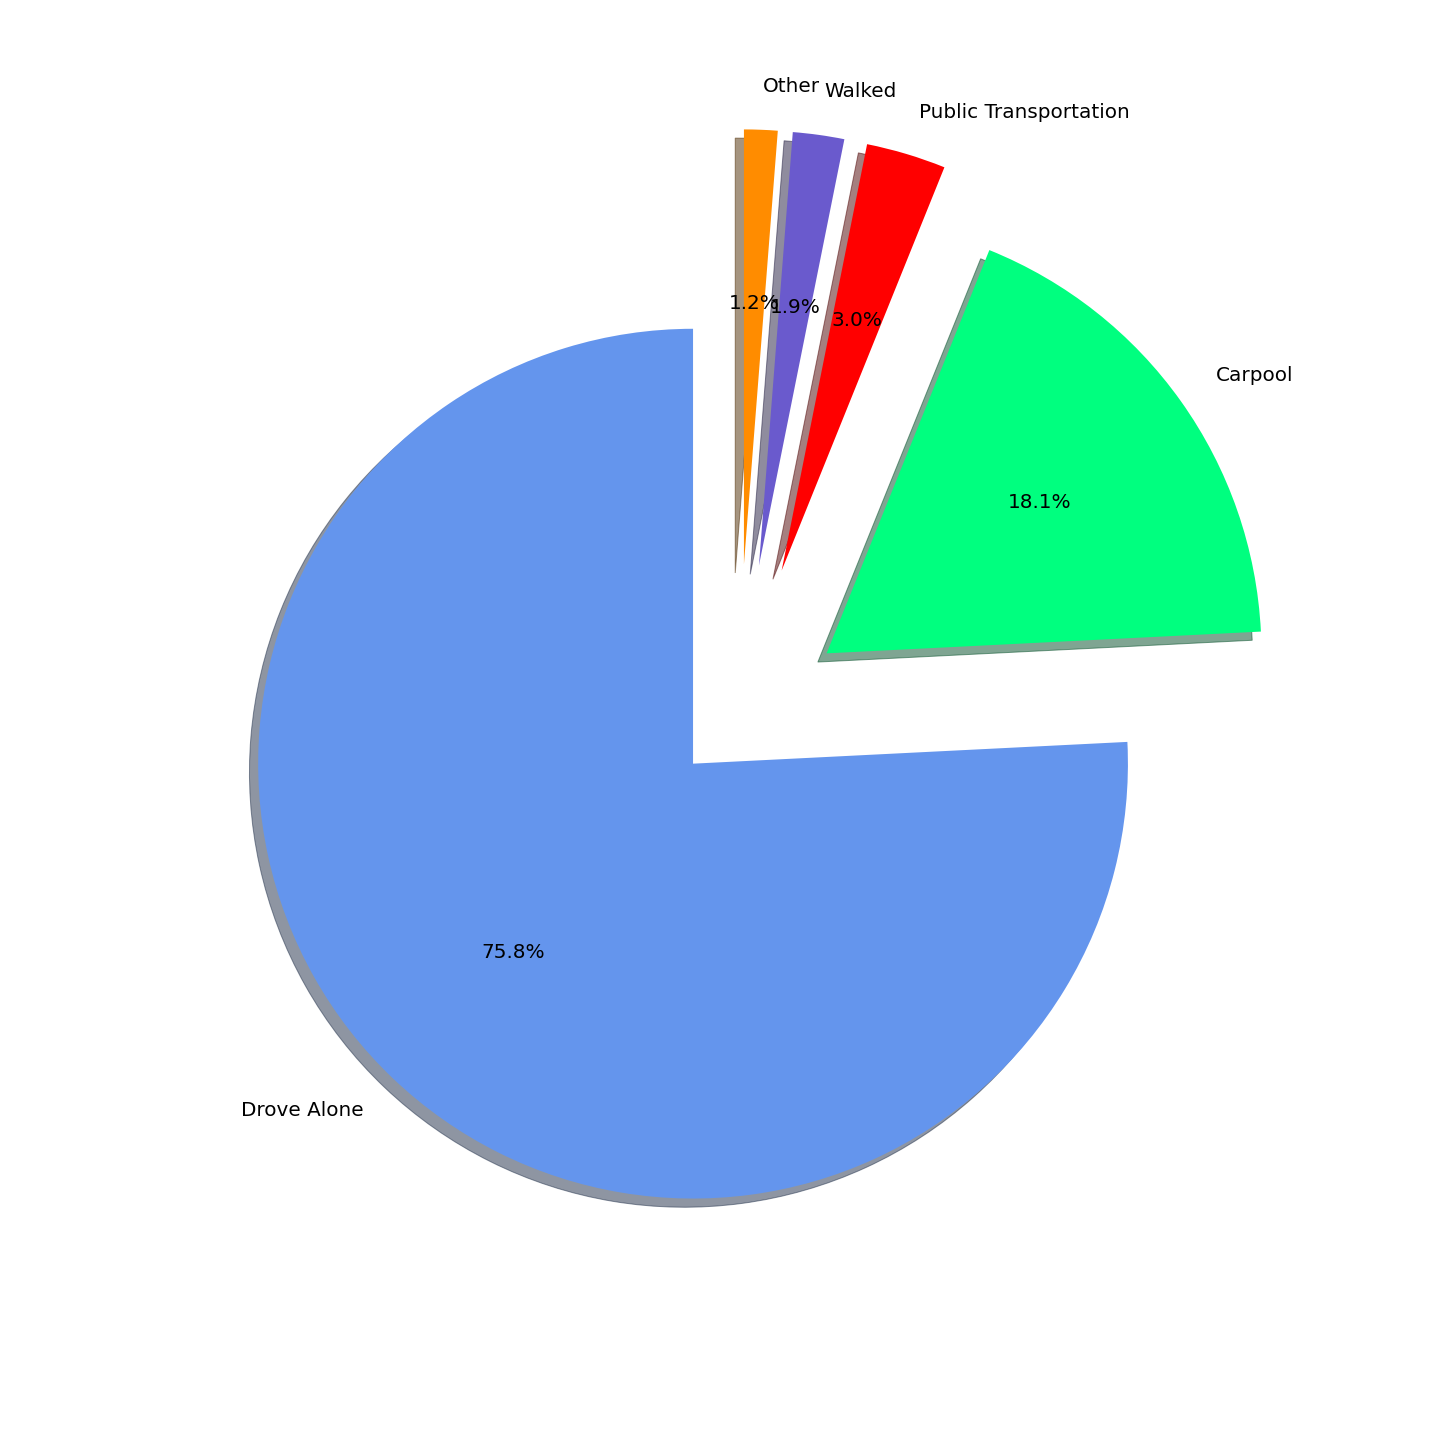 Other
Walked
Public Transportation
1.2%
1.9%
3.0%
Carpool
18.1%
75.8%
Drove Alone